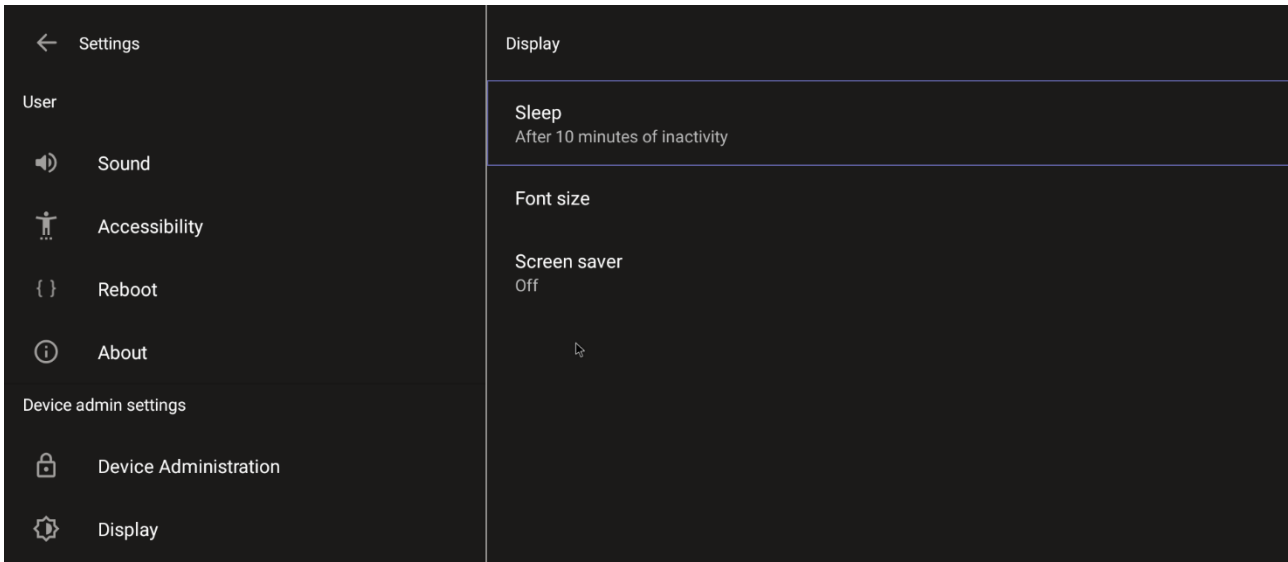 Settings
User
Sound
Accessibility
Reboot
About
Device admin settings
Device Administration
Display
Display
Sleep
After 10 minutes of inactivity
Font size
Screen saver
Off